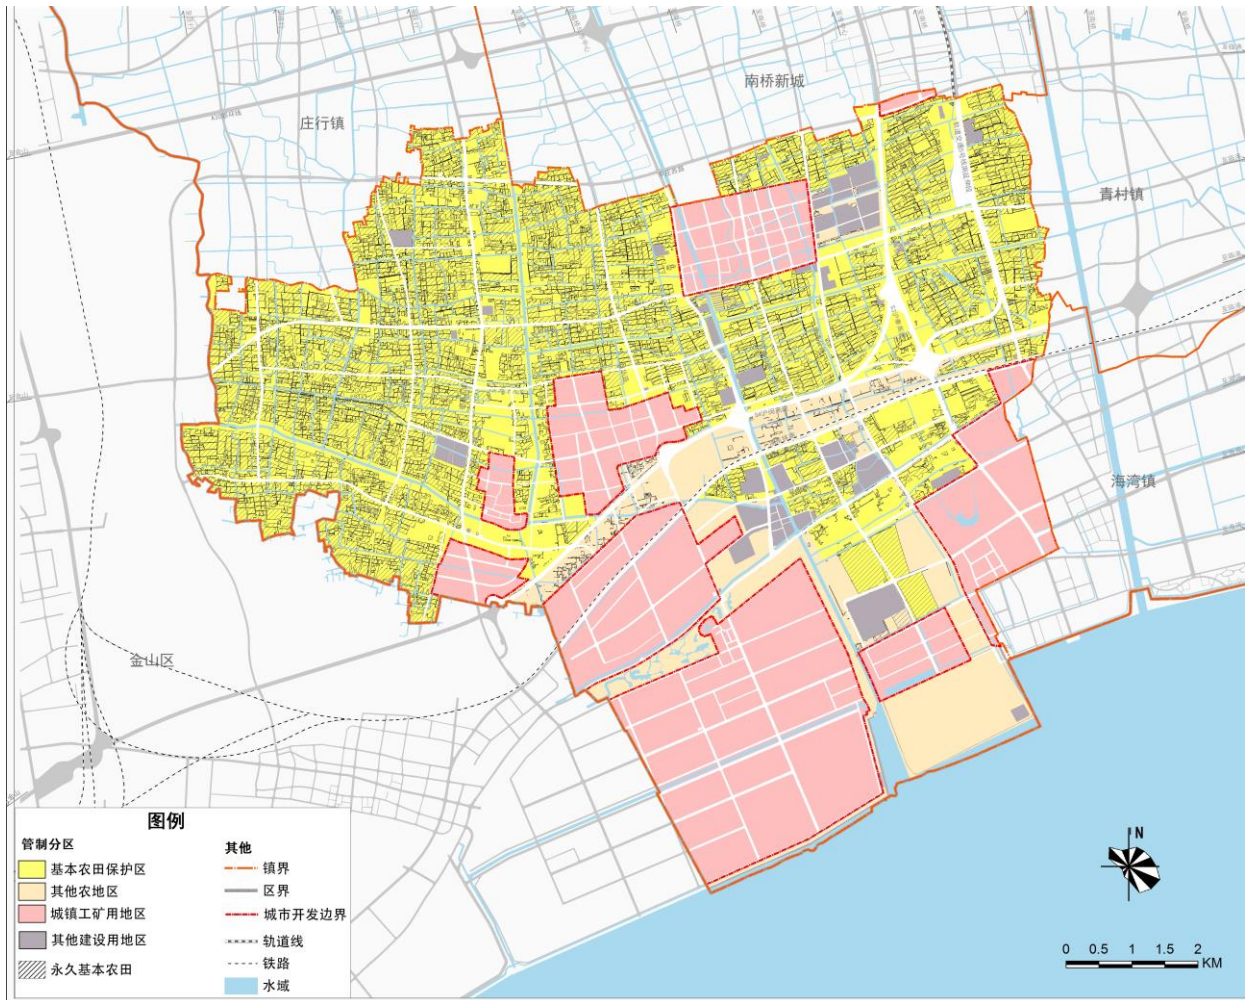 南桥新城
庄行镇
青村镇
海湾镇
金山区
图例
管制分区
基本农田保护区
其他农地区
城镇工矿用地区
其他建设用地区
永久基本农田
其他
镇界
区界
城市开发边界
轨道线
铁路
水域
N
0 0.5 1 1.5 2
KM